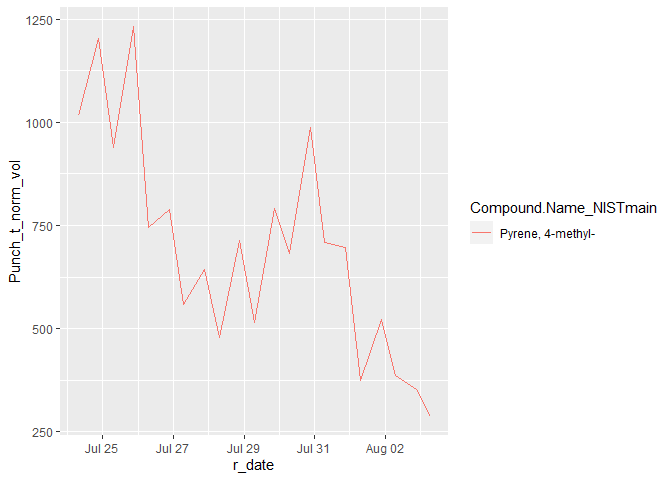 1250
1000
750
500
250
Punch_t_norm_vol
Jul 25 Jul 27 Jul 29 Jul 31 Aug 02
r_date
Compound.Name_NISTmain
Pyrene, 4-methyl-